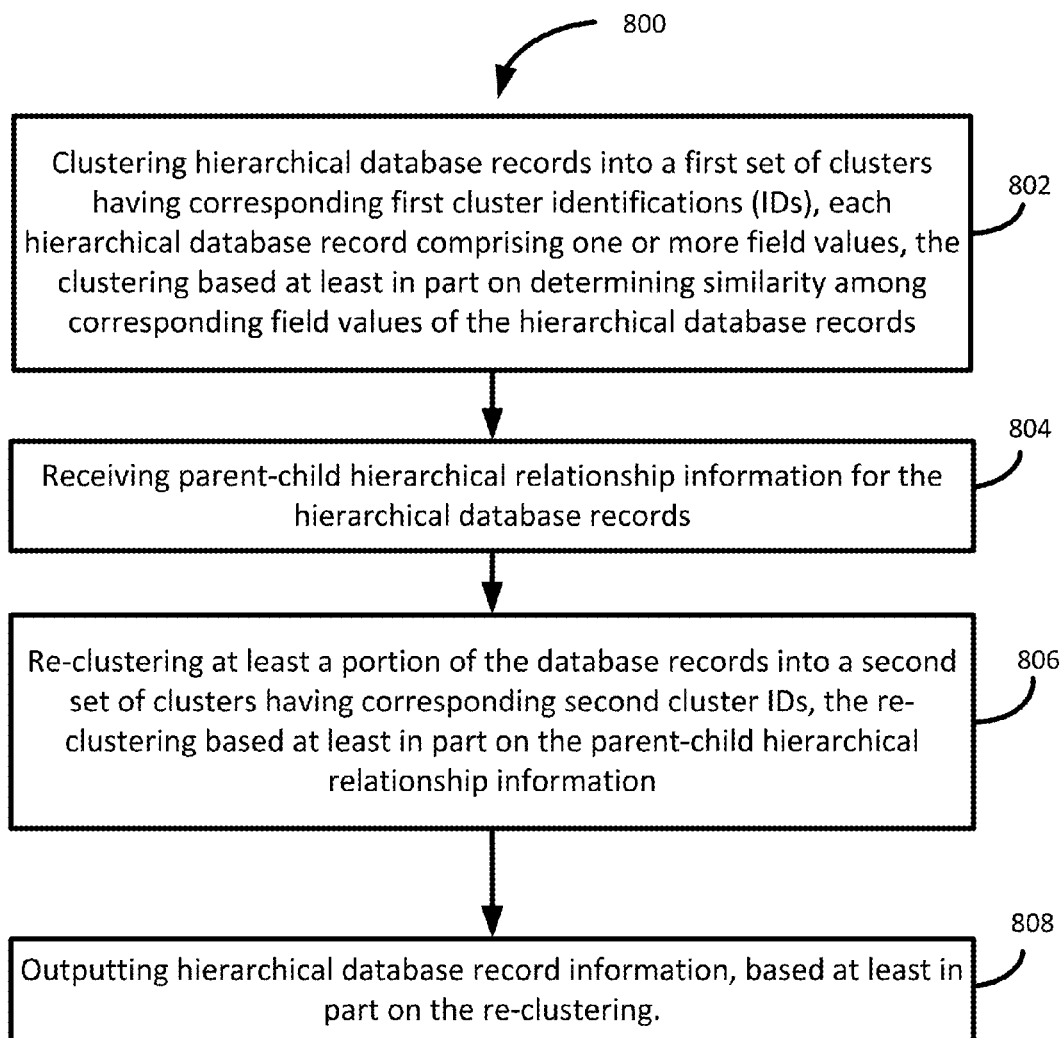 800
Clustering hierarchical database records into a first set of clusters
having corresponding first cluster identifications (IDs), each
hierarchical database record comprising one or more field values, the
clustering based at least in part on determining similarity among
corresponding field values of the hierarchical database records
802
Receiving parent-child hierarchical relationship information for the
hierarchical database records
804
Re-clustering at least a portion of the database records into a second
set of clusters having corresponding second cluster IDs, the re-
clustering based at least in part on the parent-child hierarchical
relationship information
806
Outputting hierarchical database record information, based at least in
part on the re-clustering.
808